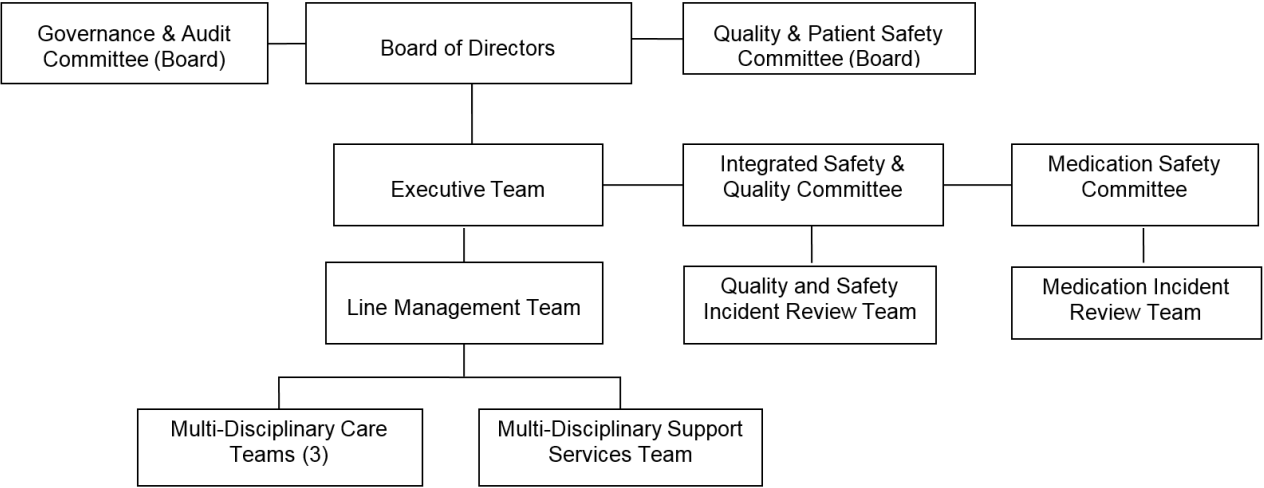 Governance & Audit
Committee (Board)
Board of Directors
Quality & Patient Safety
Committee (Board)
Executive Team
Integrated Safety &
Quality Committee
Medication Safety
Committee
Line Management Team
Quality and Safety
Incident Review Team
Medication Incident
Review Team
Multi-Disciplinary Care
Teams (3)
Multi-Disciplinary Support
Services Team